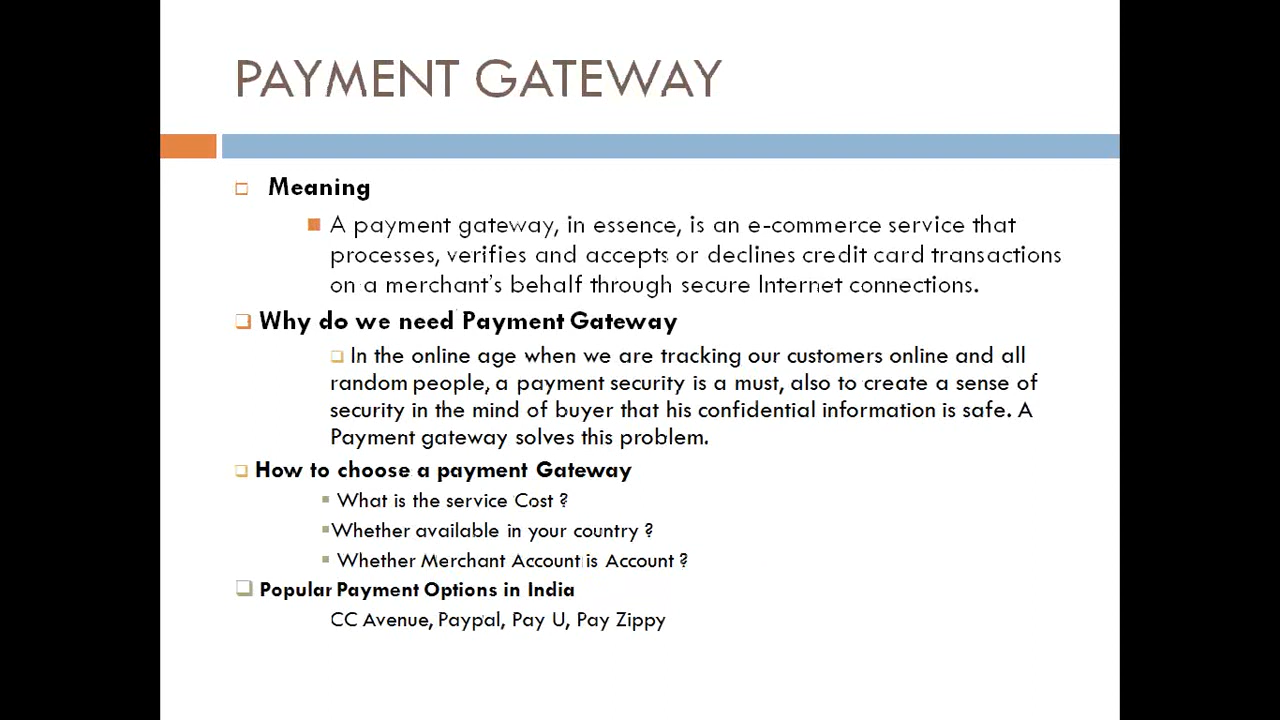 PAYMENT GATEWAY
Meaning
A payment gateway, in essence, is an e-commerce service that
processes, verifies and accepts or declines credit card transactions
on a merchant's behalf through secure Internet connections.
Why do we need Payment Gateway
In the online age when we are tracking our customers online and all
random people, a payment security is a must, also to create a sense of
security in the mind of buyer that his confidential information is safe. A
Payment gateway solves this problem.
How to choose a payment Gateway
What is the service Cost ?
Whether available in your country ?
Whether Merchant Account is Account ?
Popular Payment Options in India
CC Avenue, Paypal, Pay U, Pay Zippy